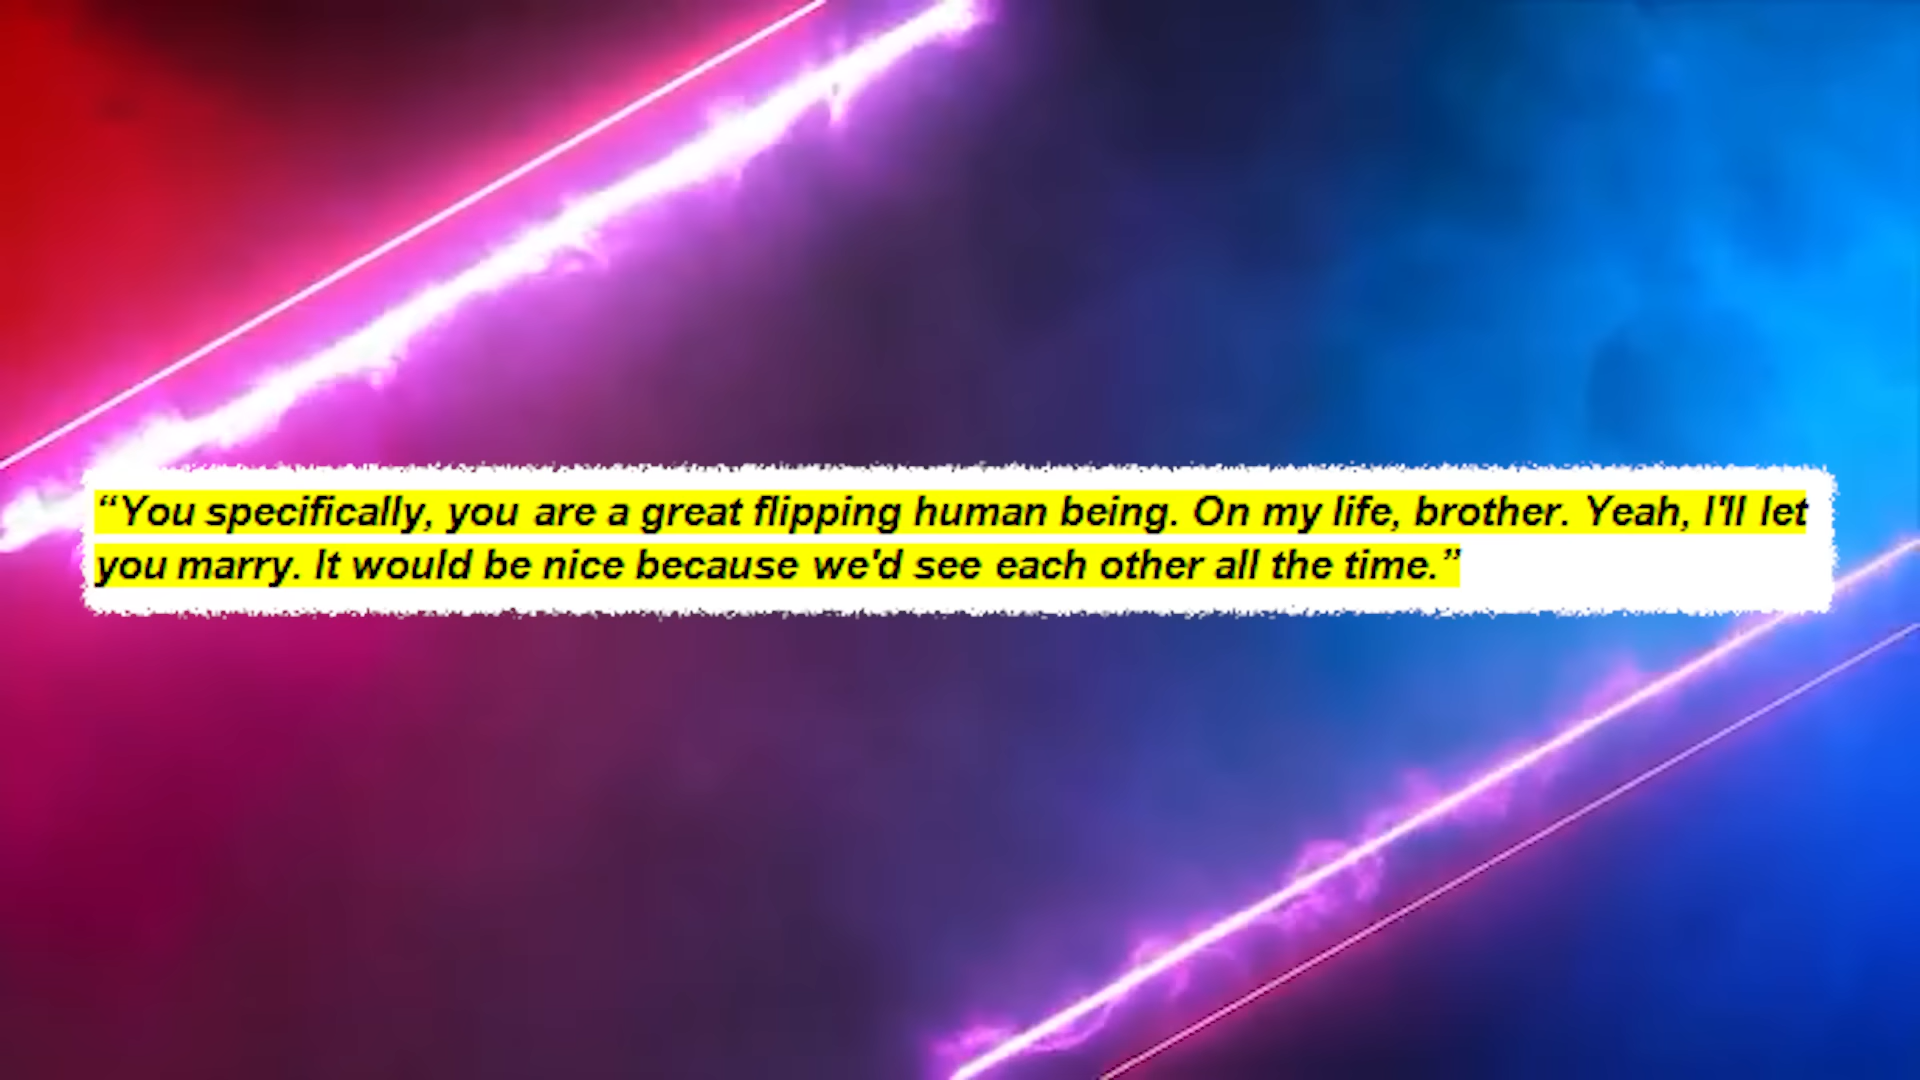 “You specifically, you are a great flipping human being. On my life, brother. Yeah, I'll let
you marry. It would be nice because we'd see each other all the time.”